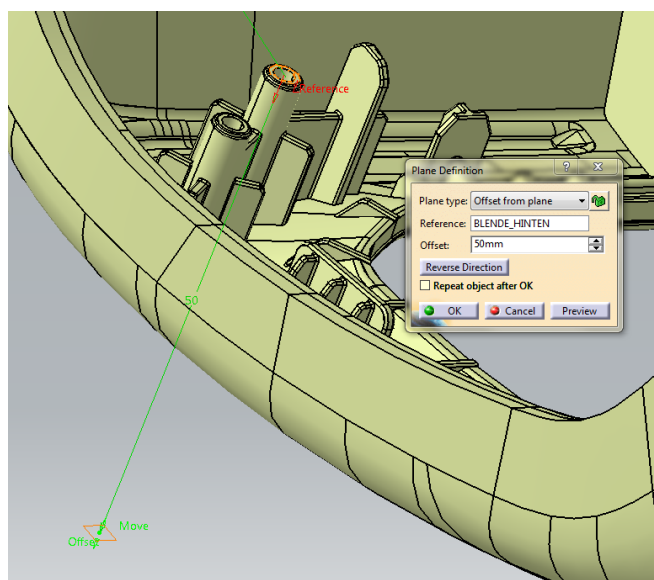 Reference
50
Move
Offset
Plane Definition
?
Plane type: Offset from plane
Reference: BLENDE_HINTEN
Offset: 50mm
Reverse Direction
Repeat object after OK
OK Cancel Preview